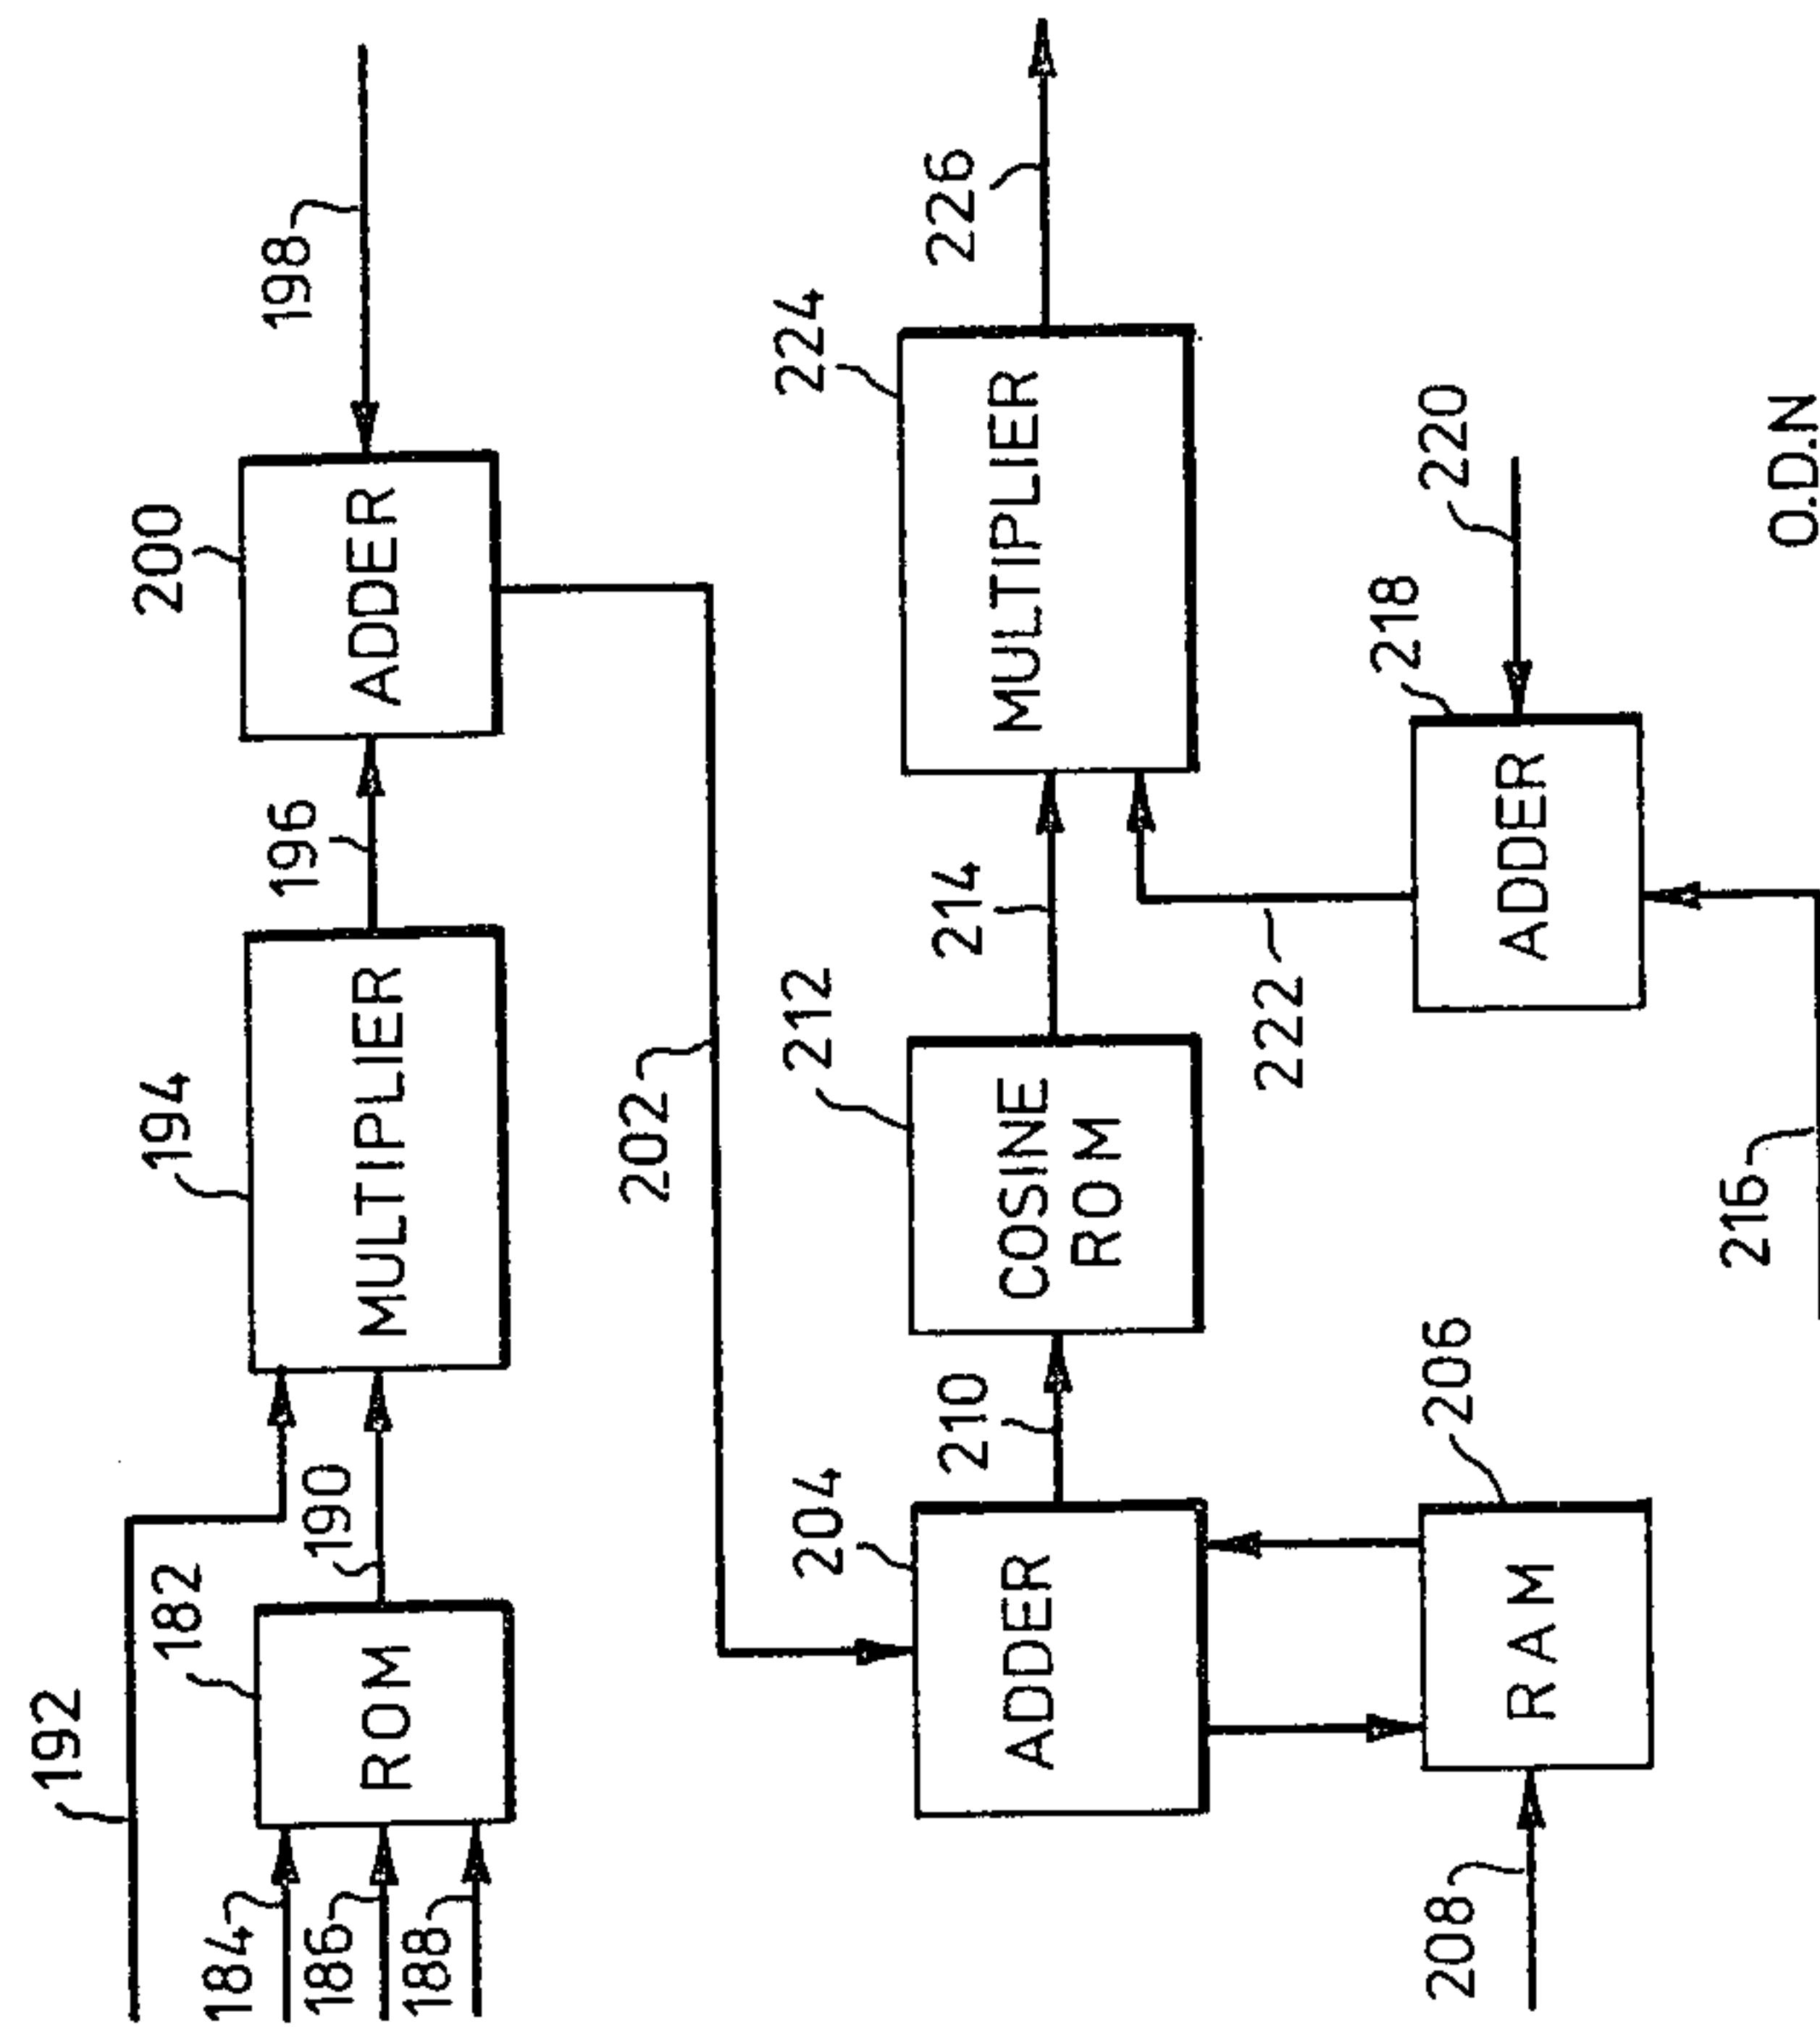 192
182
194
200
184
186
190
196
198
ROM
MULTIPLIER
ADDER
188
202
204
212
224
210
214
226
ADDER
COSINE
ROM
MULTIPLIER
222
218
208
206
220
RAM
ADDER
216
O.D.N